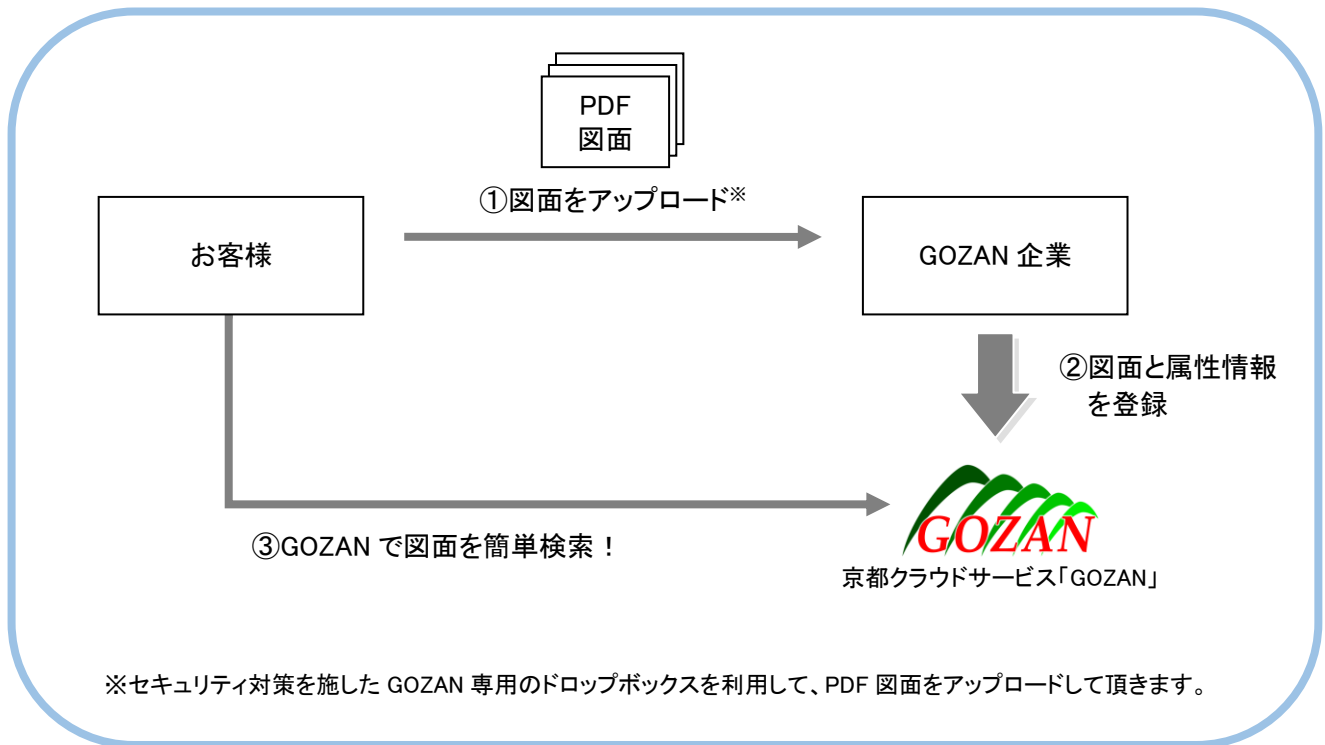 PDF
図面
①図面をアップロード※
お客様
GOZAN 企業
②図面と属性情報
を登録
GOZAN
京都クラウドサービス「GOZAN」
③GOZAN で図面を簡単検索！
※セキュリティ対策を施した GOZAN 専用のドロップボックスを利用して、PDF 図面をアップロードして頂きます。